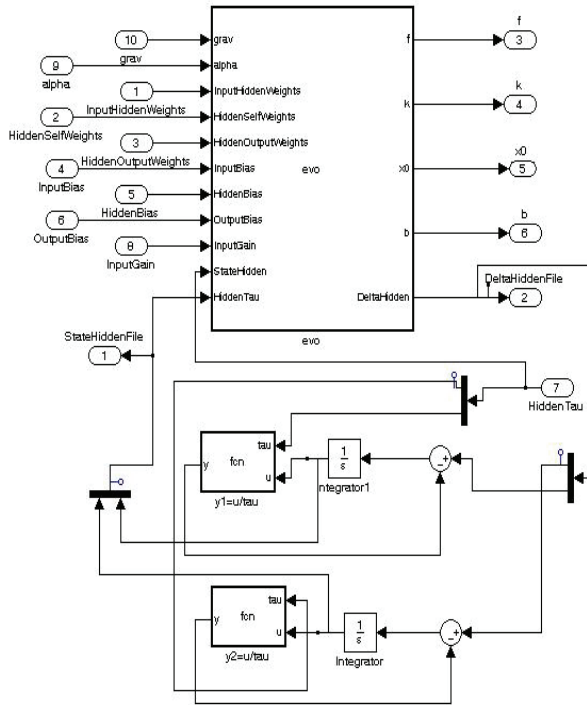 10
grav
9
alpha
1
InputHiddenWeights
2
HiddenSelfWeights
3
HiddenOutputWeights
4
InputBias
5
HiddenBias
6
OutputBias
8
InputGain
grav
alpha
InputHiddenWeights
HiddenSelfWeights
HiddenOutputWeights
InputBias
HiddenBias
OutputBias
InputGain
StateHidden
HiddenTau
evo
f
k
x0
b
DeltaHidden
evo
f
3
k
4
x0
5
b
6
DeltaHiddenFile
2
StateHiddenFile
1
7
HiddenTau
y
fcn
tau
u
y1=u/tau
1
s
ntegrator1
-
+
y
fcn
tau
u
y2=u/tau
1
s
Integrator
-
+